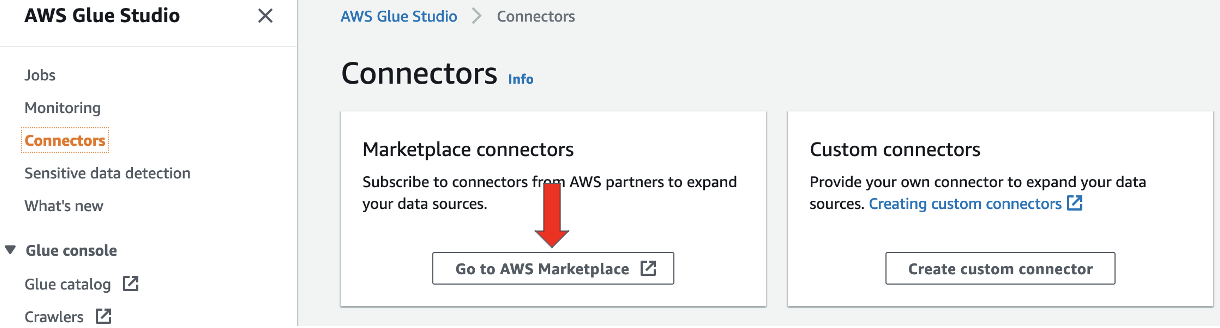 AWS Glue Studio
Jobs
Monitoring
Connectors
Sensitive data detection
What's new
Glue console
Glue catalog
Crawlers
AWS Glue Studio > Connectors
Connectors Info
Marketplace connectors
Subscribe to connectors from AWS partners to expand
your data sources.
Go to AWS Marketplace
Custom connectors
Provide your own connector to expand your data
sources. Creating custom connectors
Create custom connector